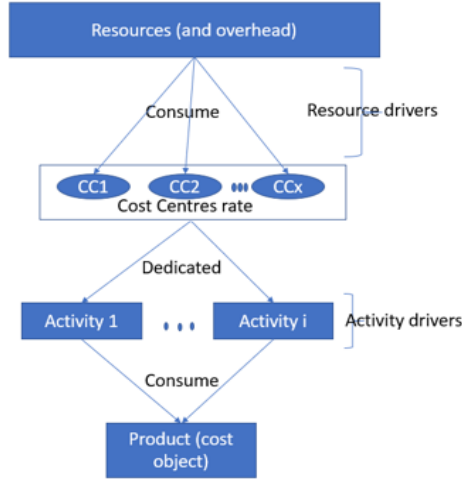 Resources (and overhead)
Consume
Resource drivers
CC1 CC2 CCx
Cost Centres rate
Dedicated
Activity 1 Activity i Activity drivers
Consume
Product (cost
object)